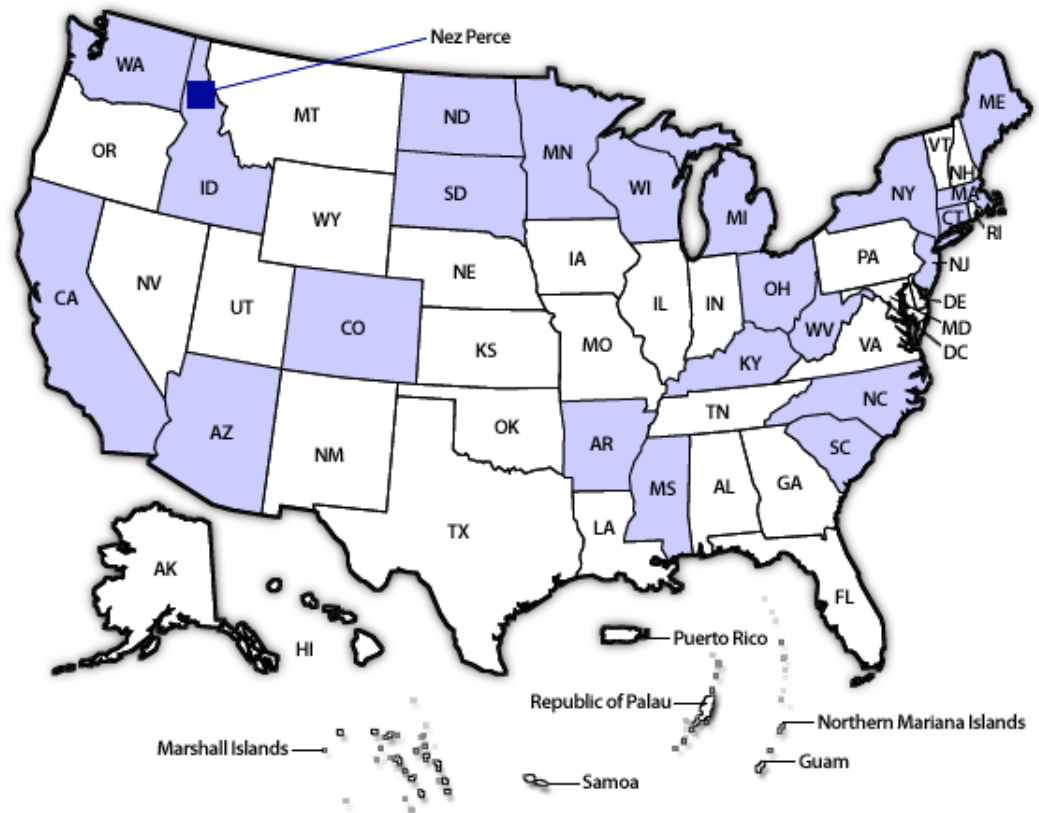 Nez Perce
WA
MT
ND
ME
MN
OR
VT
ID
SD
WI
NH
NY
MA
WY
MI
CT
RI
IA
PA
NE
NJ
NV
CA
UT
IL
IN
OH
DE
CO
WV
MD
MO
VA
KS
DC
KY
NC
TN
AZ
OK
AR
SC
NM
MS
AL
GA
LA
TX
AK
FL
HI
Puerto Rico
Republic of Palau
Northern Mariana Islands
Marshall Islands
Guam
Samoa